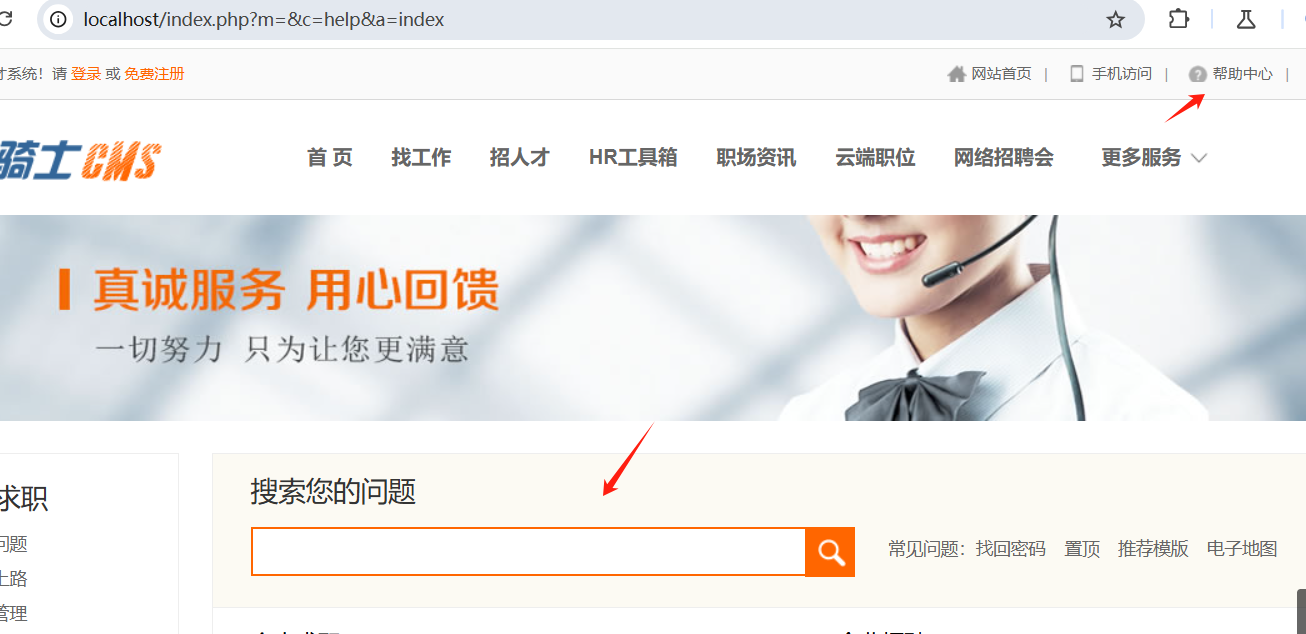 localhost/index.php?m=&c=help&a=index
才系统！请 登录 或 免费注册
网站首页 | 手机访问 | 帮助中心 |
骑士CMS
首 页 找工作 招人才 HR工具箱 职场资讯 云端职位 网络招聘会 更多服务
真诚服务 用心回馈
一切努力 只为让您更满意
求职
问题
上路
管理
搜索您的问题
常见问题：找回密码 置顶 推荐模版 电子地图